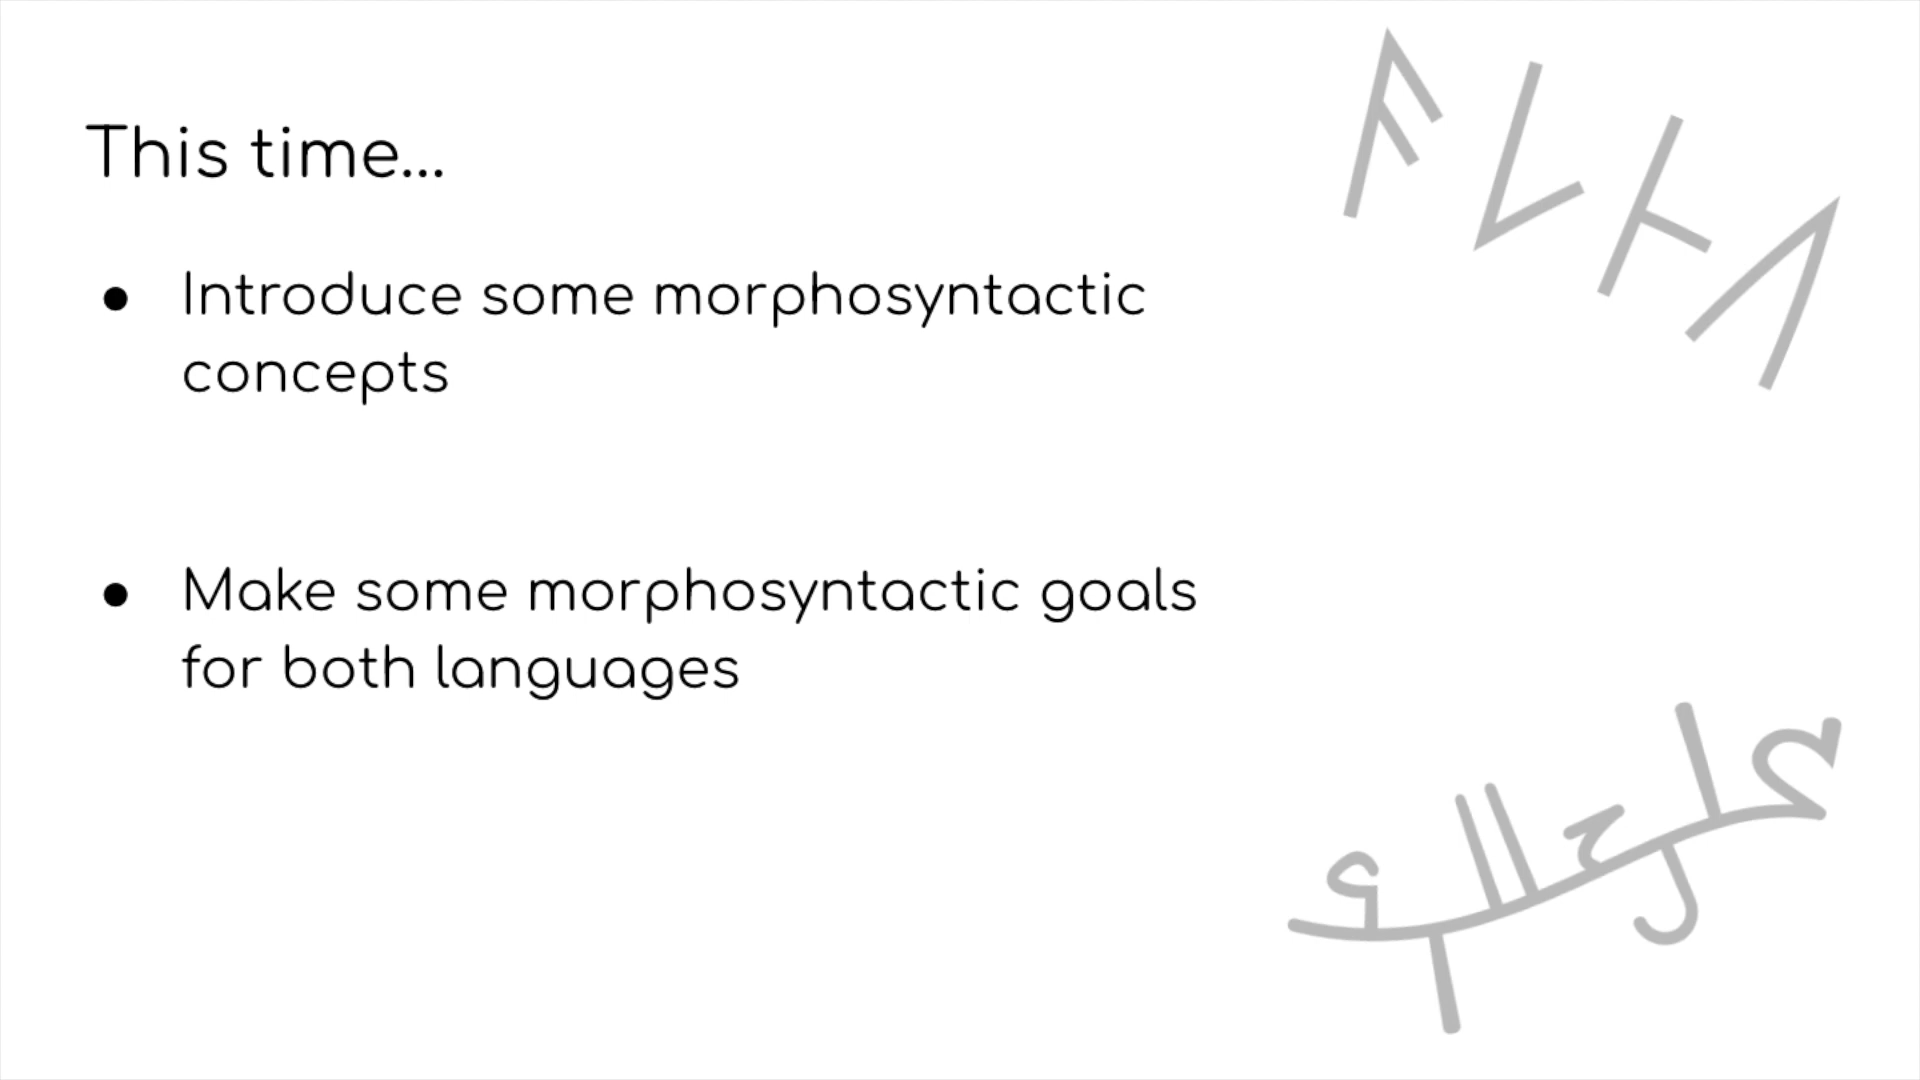 This time...
● Introduce some morphosyntactic
concepts
● Make some morphosyntactic goals
for both languages